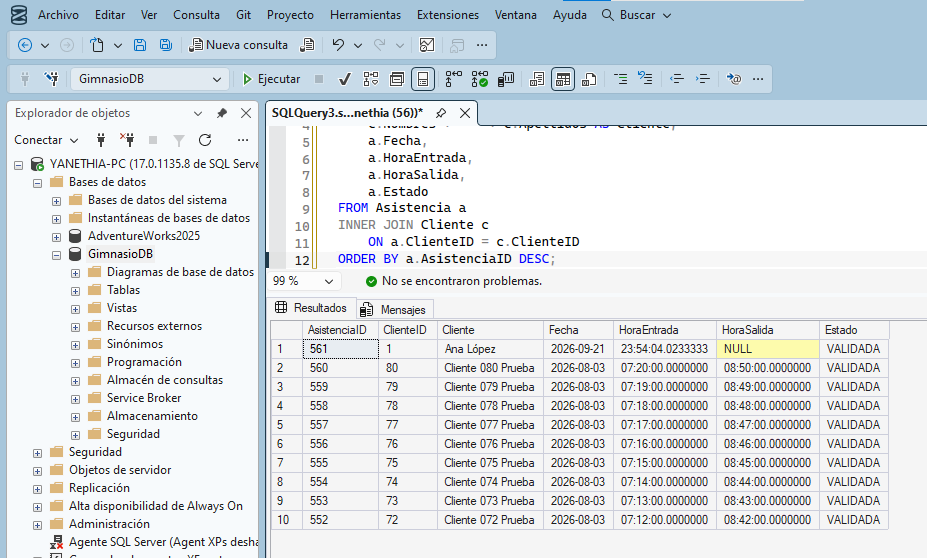 Archivo Editar Ver Consulta Git Proyecto Herramientas Extensiones Ventana Ayuda Buscar
Nueva consulta
GimnasioDB Ejecutar
Explorador de objetos
Conectar
YANETHIA-PC (17.0.1135.8 de SQL Serve
Bases de datos
Bases de datos del sistema
Instantáneas de bases de datos
AdventureWorks2025
GimnasioDB
Diagramas de base de datos
Tablas
Vistas
Recursos externos
Sinónimos
Programación
Almacén de consultas
Service Broker
Almacenamiento
Seguridad
Seguridad
Objetos de servidor
Replicación
Alta disponibilidad de Always On
Administración
Agente SQL Server (Agent XPs desha
SQLQuery3.s...nethia (56))*
5 a.Fecha,
6 a.HoraEntrada,
7 a.HoraSalida,
8 a.Estado
9 FROM Asistencia a
10 INNER JOIN Cliente c
11 ON a.ClienteID = c.ClienteID
12 ORDER BY a.AsistenciaID DESC;
99 % No se encontraron problemas.
Resultados Mensajes
AsistenciaID ClienteID Cliente Fecha HoraEntrada HoraSalida Estado
1 561 1 Ana López 2026-09-21 23:54:04.0233333 NULL VALIDADA
2 560 80 Cliente 080 Prueba 2026-08-03 07:20:00.0000000 08:50:00.0000000 VALIDADA
3 559 79 Cliente 079 Prueba 2026-08-03 07:19:00.0000000 08:49:00.0000000 VALIDADA
4 558 78 Cliente 078 Prueba 2026-08-03 07:18:00.0000000 08:48:00.0000000 VALIDADA
5 557 77 Cliente 077 Prueba 2026-08-03 07:17:00.0000000 08:47:00.0000000 VALIDADA
6 556 76 Cliente 076 Prueba 2026-08-03 07:16:00.0000000 08:46:00.0000000 VALIDADA
7 555 75 Cliente 075 Prueba 2026-08-03 07:15:00.0000000 08:45:00.0000000 VALIDADA
8 554 74 Cliente 074 Prueba 2026-08-03 07:14:00.0000000 08:44:00.0000000 VALIDADA
9 553 73 Cliente 073 Prueba 2026-08-03 07:13:00.0000000 08:43:00.0000000 VALIDADA
10 552 72 Cliente 072 Prueba 2026-08-03 07:12:00.0000000 08:42:00.0000000 VALIDADA